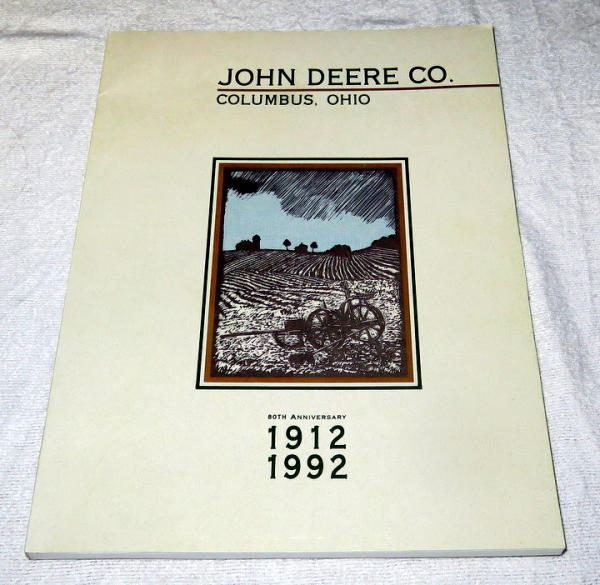 JOHN DEERE CO.
COLUMBUS, OHIO
80TH ANNIVERSARY
1912
1992